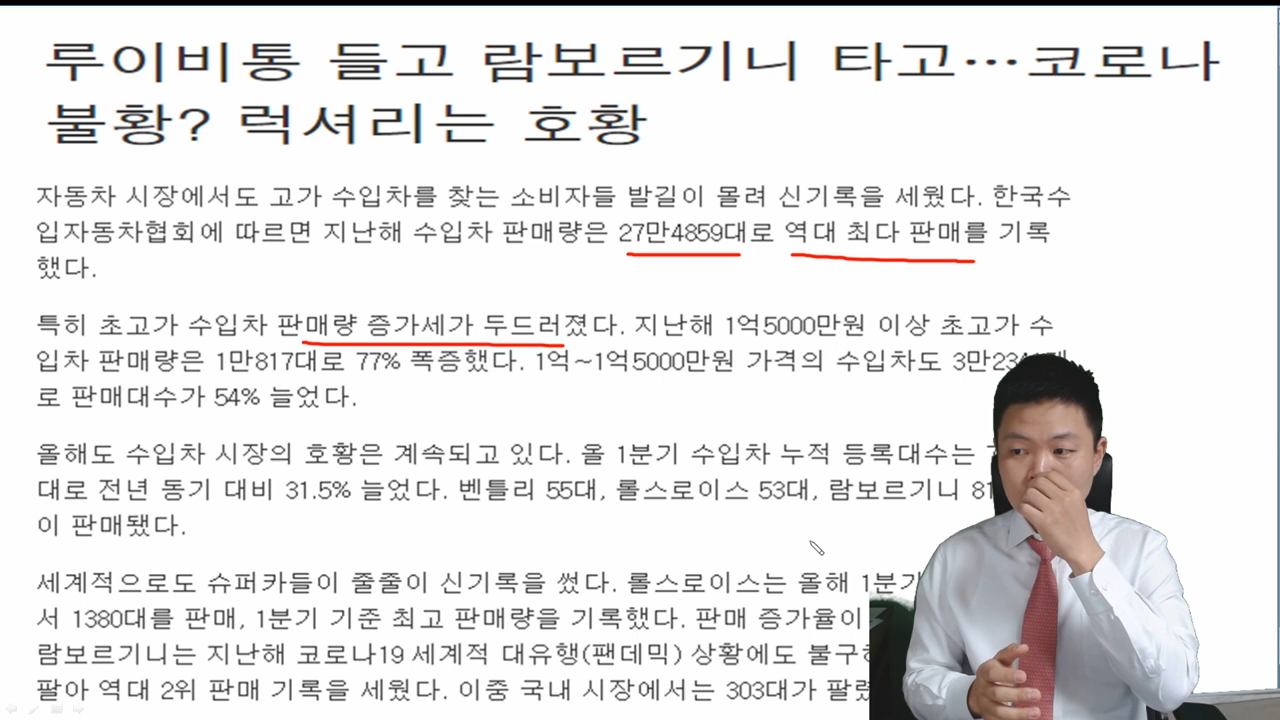 루이비통 들고 람보르기니 타고…코로나
불황? 럭셔리는 호황
자동차 시장에서도 고가 수입차를 찾는 소비자들 발길이 몰려 신기록을 세웠다. 한국수
입자동차협회에 따르면 지난해 수입차 판매량은 27만4859대로 역대 최다 판매를 기록
했다.
특히 초고가 수입차 판매량 증가세가 두드러졌다. 지난해 1억5000만원 이상 초고가 수
입차 판매량은 1만817대로 77% 폭증했다. 1억~1억5000만원 가격의 수입차도
로 판매대수가 54% 늘었다.
올해도 수입차 시장의 호황은 계속되고 있다. 올 1분기 수입차 누적 등록대수는
대로 전년 동기 대비 31.5% 늘었다. 벤틀리 55대, 롤스로이스 53대, 람보르기니
이 판매됐다.
세계적으로도 슈퍼카들이 줄줄이 신기록을 썼다. 롤스로이스는 올해 1분기
서 1380대를 판매, 1분기 기준 최고 판매량을 기록했다. 판매 증가율이
람보르기니는 지난해 코로나19 세계적 대유행(팬데믹) 상황에도
팔아 역대 2위 판매 기록을 세웠다. 이중 국내 시장에서는 303대가